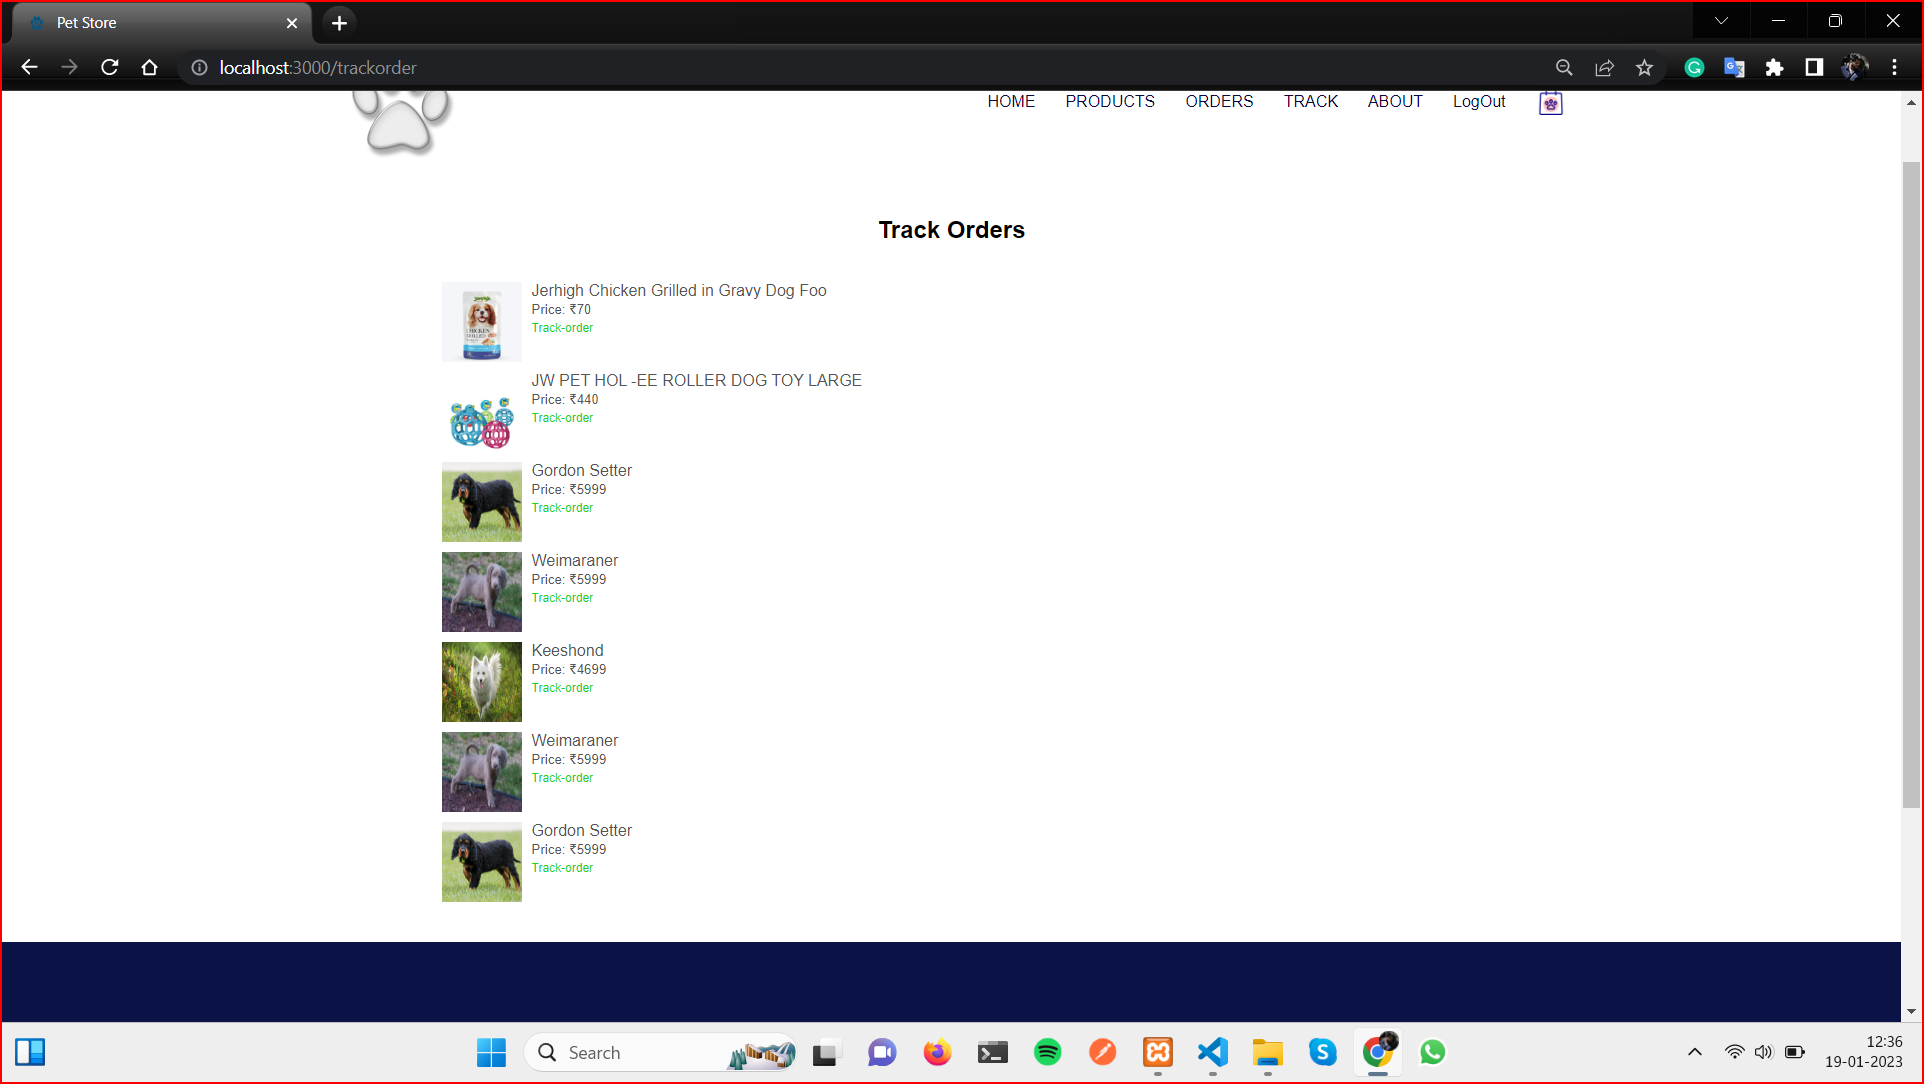 Pet Store
localhost:3000/trackorder
HOME PRODUCTS ORDERS TRACK ABOUT LogOut
Track Orders
Jerhigh Chicken Grilled in Gravy Dog Foo
Price: ₹70
Track-order
JW PET HOL -EE ROLLER DOG TOY LARGE
Price: ₹440
Track-order
Gordon Setter
Price: ₹5999
Track-order
Weimaraner
Price: ₹5999
Track-order
Keeshond
Price: ₹4699
Track-order
Weimaraner
Price: ₹5999
Track-order
Gordon Setter
Price: ₹5999
Track-order
Search
12:36
19-01-2023